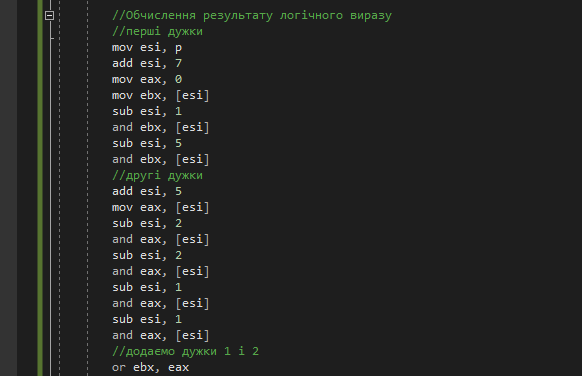 //Обчислення результату логічного виразу
//перші дужки
mov esi, p
add esi, 7
mov eax, 0
mov ebx, [esi]
sub esi, 1
and ebx, [esi]
sub esi, 5
and ebx, [esi]
//другі дужки
add esi, 5
mov eax, [esi]
sub esi, 2
and eax, [esi]
sub esi, 2
and eax, [esi]
sub esi, 1
and eax, [esi]
sub esi, 1
and eax, [esi]
//додаємо дужки 1 і 2
or ebx, eax